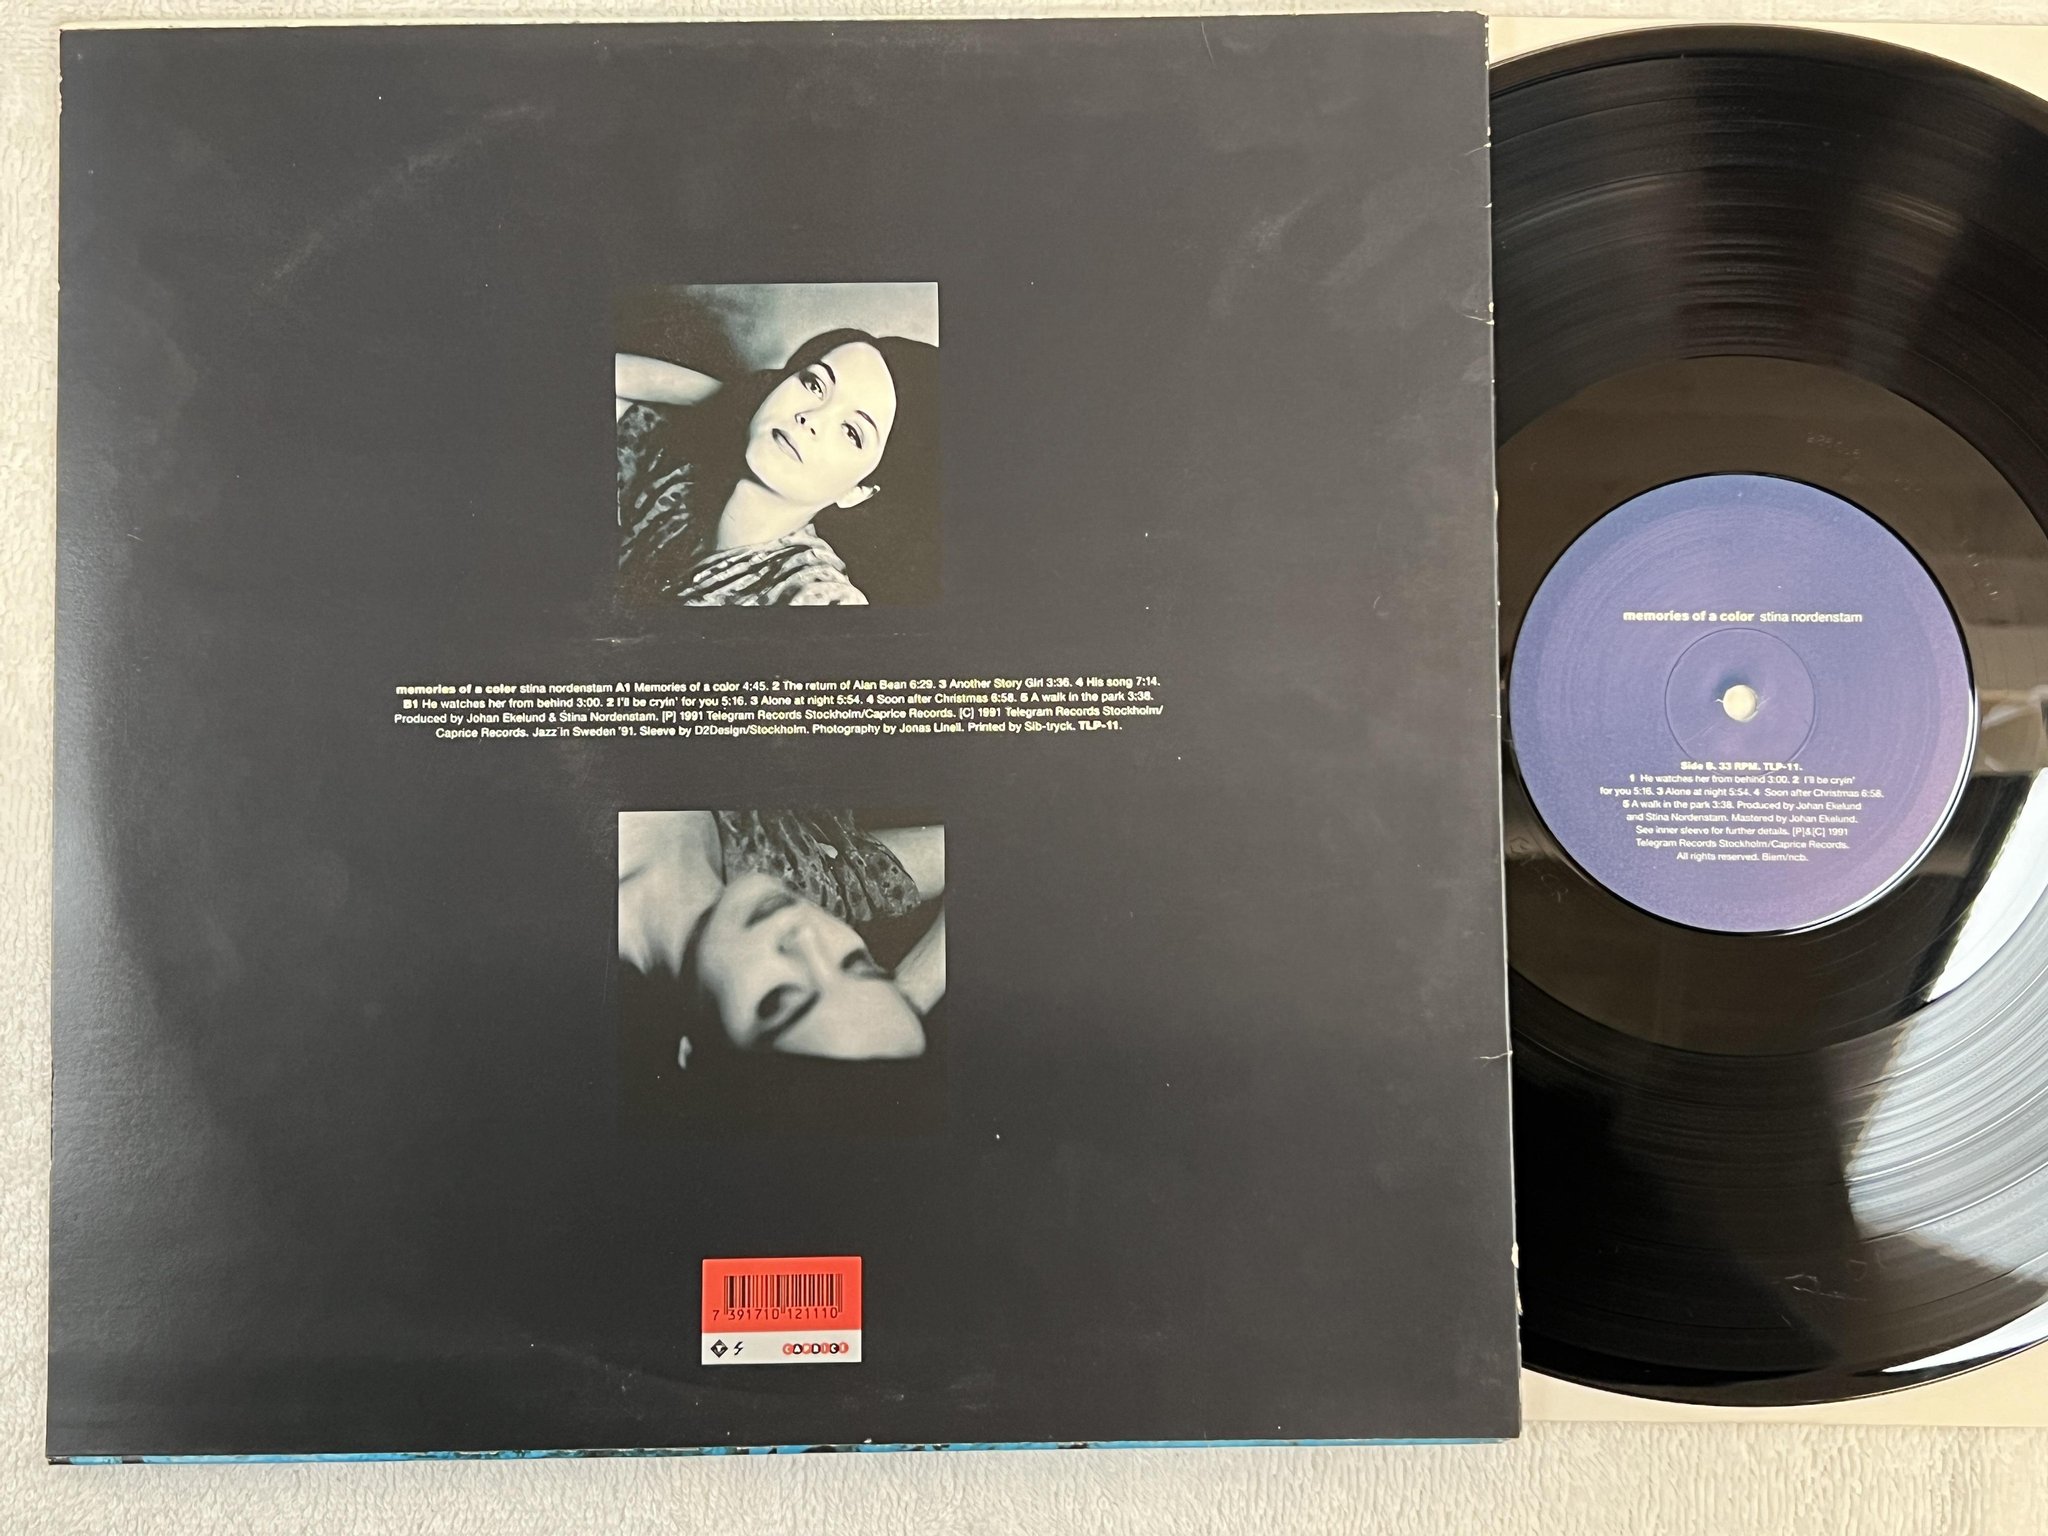 memories of a color stina nordenstam A1 Memories of a color 4:45. 2 The return of Alan Bean 6:29. 3 Another Story Girl 3:36. 4 His song 7:14.
B1 He watches her from behind 3:00. 2 I'll be cryin' for you 5:16. 3 Alone at night 5:54. 4 Soon after Christmas 6:58. 5 A walk in the park 3:38.
Produced by Johan Ekelund & Stina Nordenstam. [P] 1991 Telegram Records Stockholm/Caprice Records. [C] 1991 Telegram Records Stockholm/
Caprice Records. Jazz in Sweden '91. Sleeve by D2Design/Stockholm. Photography by Jonas Linell. Printed by Sib-tryck. TLP-11.
7 391710 121110
CAPRICE
memories of a color stina nordenstam
Side B. 33 RPM. TLP-11.
1 He watches her from behind 3:00. 2 I'll be cryin'
for you 5:16. 3 Alone at night 5:54. 4 Soon after Christmas 6:58.
5 A walk in the park 3:38. Produced by Johan Ekelund
and Stina Nordenstam. Mastered by Johan Ekelund.
See inner sleeve for further details. [P]&[C] 1991
Telegram Records Stockholm/Caprice Records.
All rights reserved. Biem/ncb.